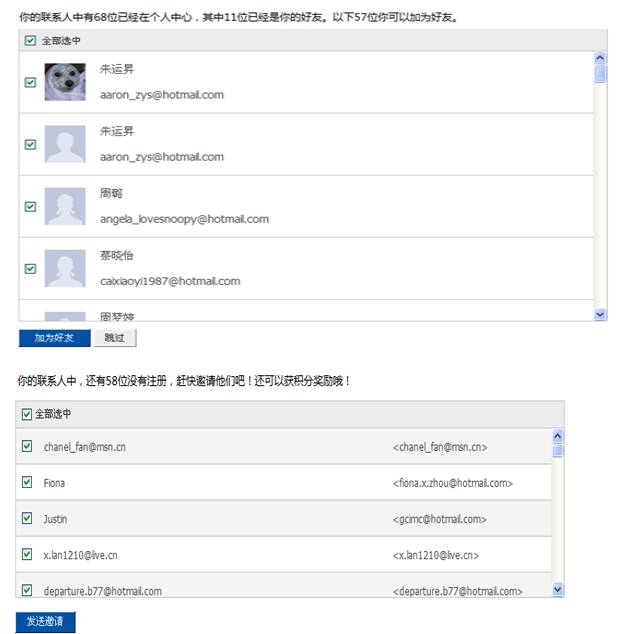 你的联系人中有68位已经在个人中心，其中11位已经是你的好友。以下57位你可以加为好友。
全部选中
朱运昇
aaron_zys@hotmail.com
朱运昇
aaron_zys@hotmail.com
周璐
angela_lovesnoopy@hotmail.com
蔡晓怡
caixiaoyi1987@hotmail.com
周梦婷
加为好友 跳过
你的联系人中，还有58位没有注册，赶快邀请他们吧！还可以获积分奖励哦！
全部选中
chanel_fan@msn.cn <chanel_fan@msn.cn>
Fiona <fiona.x.zhou@hotmail.com>
Justin <gcimc@hotmail.com>
x.lan1210@live.cn <x.lan1210@live.cn>
departure.b77@hotmail.com <departure.b77@hotmail.com>
发送邀请